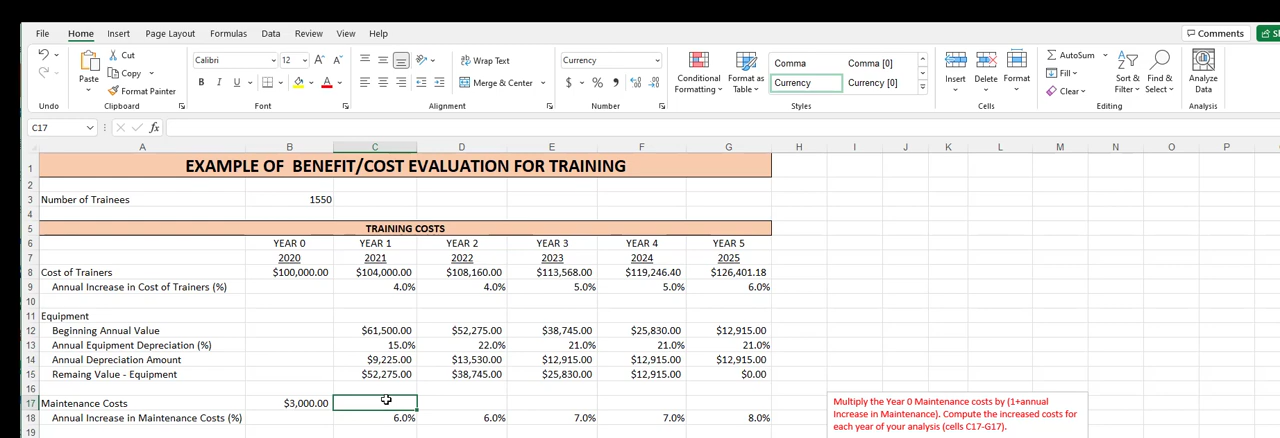 File Home Insert Page Layout Formulas Data Review View Help Comments
Cut AutoSum
Calibri 12 Wrap Text Currency Comma Comma [0]
Paste Copy Fill
Format Painter Merge & Center Conditional Formatting Format as Table Currency Currency [0] Insert Delete Format Clear Sort & Filter Find & Select Analyze Data
Undo Clipboard Font Alignment Number Styles Cells Editing Analysis
C17 fx
A B C D E F G H I J K L M N O P
1 EXAMPLE OF BENEFIT/COST EVALUATION FOR TRAINING
2
3 Number of Trainees 1550
4
5 TRAINING COSTS
6 YEAR 0 YEAR 1 YEAR 2 YEAR 3 YEAR 4 YEAR 5
7 2020 2021 2022 2023 2024 2025
8 Cost of Trainers $100,000.00 $104,000.00 $108,160.00 $113,568.00 $119,246.40 $126,401.18
9 Annual Increase in Cost of Trainers (%) 4.0% 4.0% 5.0% 5.0% 6.0%
10
11 Equipment
12 Beginning Annual Value $61,500.00 $52,275.00 $38,745.00 $25,830.00 $12,915.00
13 Annual Equipment Depreciation (%) 15.0% 22.0% 21.0% 21.0% 21.0%
14 Annual Depreciation Amount $9,225.00 $13,530.00 $12,915.00 $12,915.00 $12,915.00
15 Remaing Value - Equipment $52,275.00 $38,745.00 $25,830.00 $12,915.00 $0.00
16
17 Maintenance Costs $3,000.00
18 Annual Increase in Maintenance Costs (%) 6.0% 6.0% 7.0% 7.0% 8.0%
19
Multiply the Year 0 Maintenance costs by (1+annual
Increase in Maintenance). Compute the increased costs for
each year of your analysis (cells C17-G17).